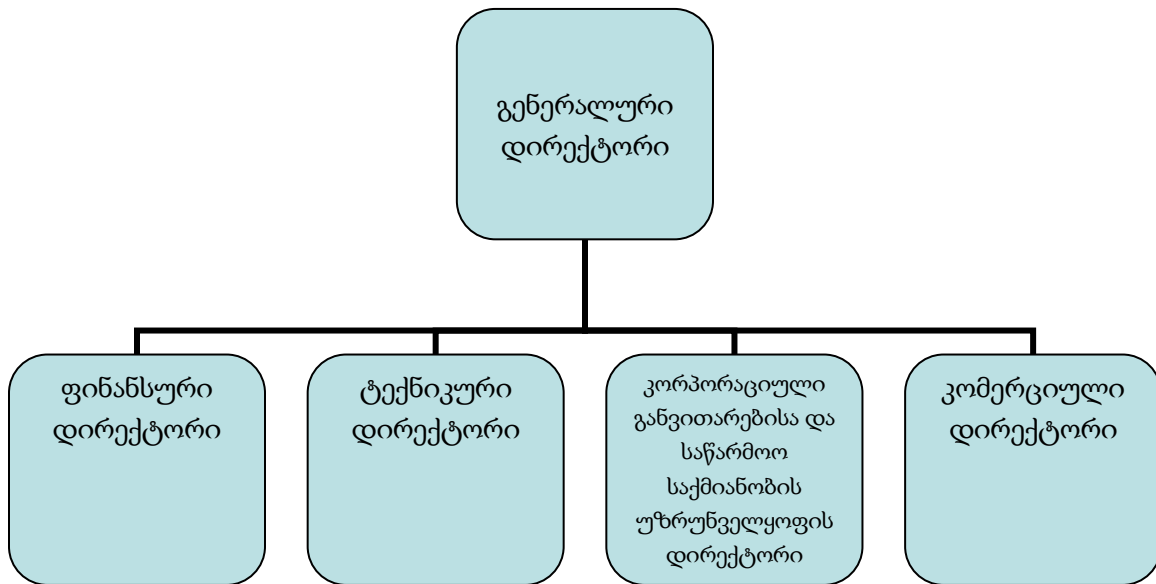 გენერალური
დირექტორი
ფინანსური
დირექტორი
ტექნიკური
დირექტორი
კორპორაციული
განვითარებისა და
საწარმოო
საქმიანობის
უზრუნველყოფის
დირექტორი
კომერციული
დირექტორი